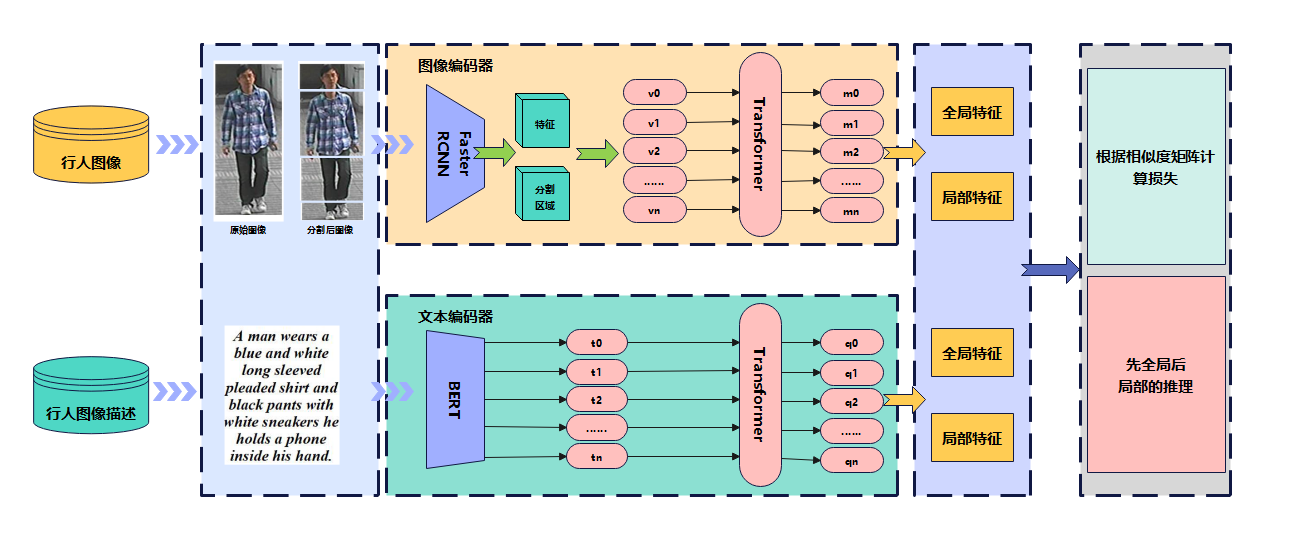 行人图像
原始图像
分割后图像
图像编码器
Faster
RCNN
特征
分割
区域
v0
v1
v2
......
vn
Transformer
m0
m1
m2
......
mn
全局特征
局部特征
根据相似度矩阵计
算损失
行人图像描述
A man wears a
blue and white
long sleeved
pleaded shirt and
black pants with
white sneakers he
holds a phone
inside his hand.
文本编码器
BERT
t0
t1
t2
......
tn
Transformer
q0
q1
q2
......
qn
全局特征
局部特征
先全局后
局部的推理